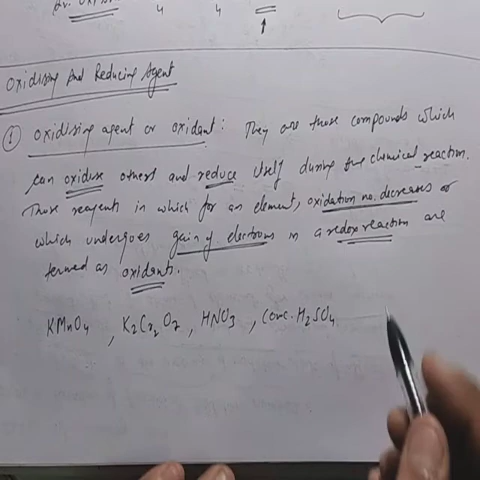 4 4
Oxidising And Reducing Agent
① Oxidising agent or oxidant: They are those compounds which
can oxidise others and reduce itself during the chemical reaction.
Those reagents in which for an element, oxidation no. decreases or
which undergoes gain of electrons in a redox reaction are
termed as oxidants.
KMnO4, K2Cr2O7, HNO3, Conc. H2SO4